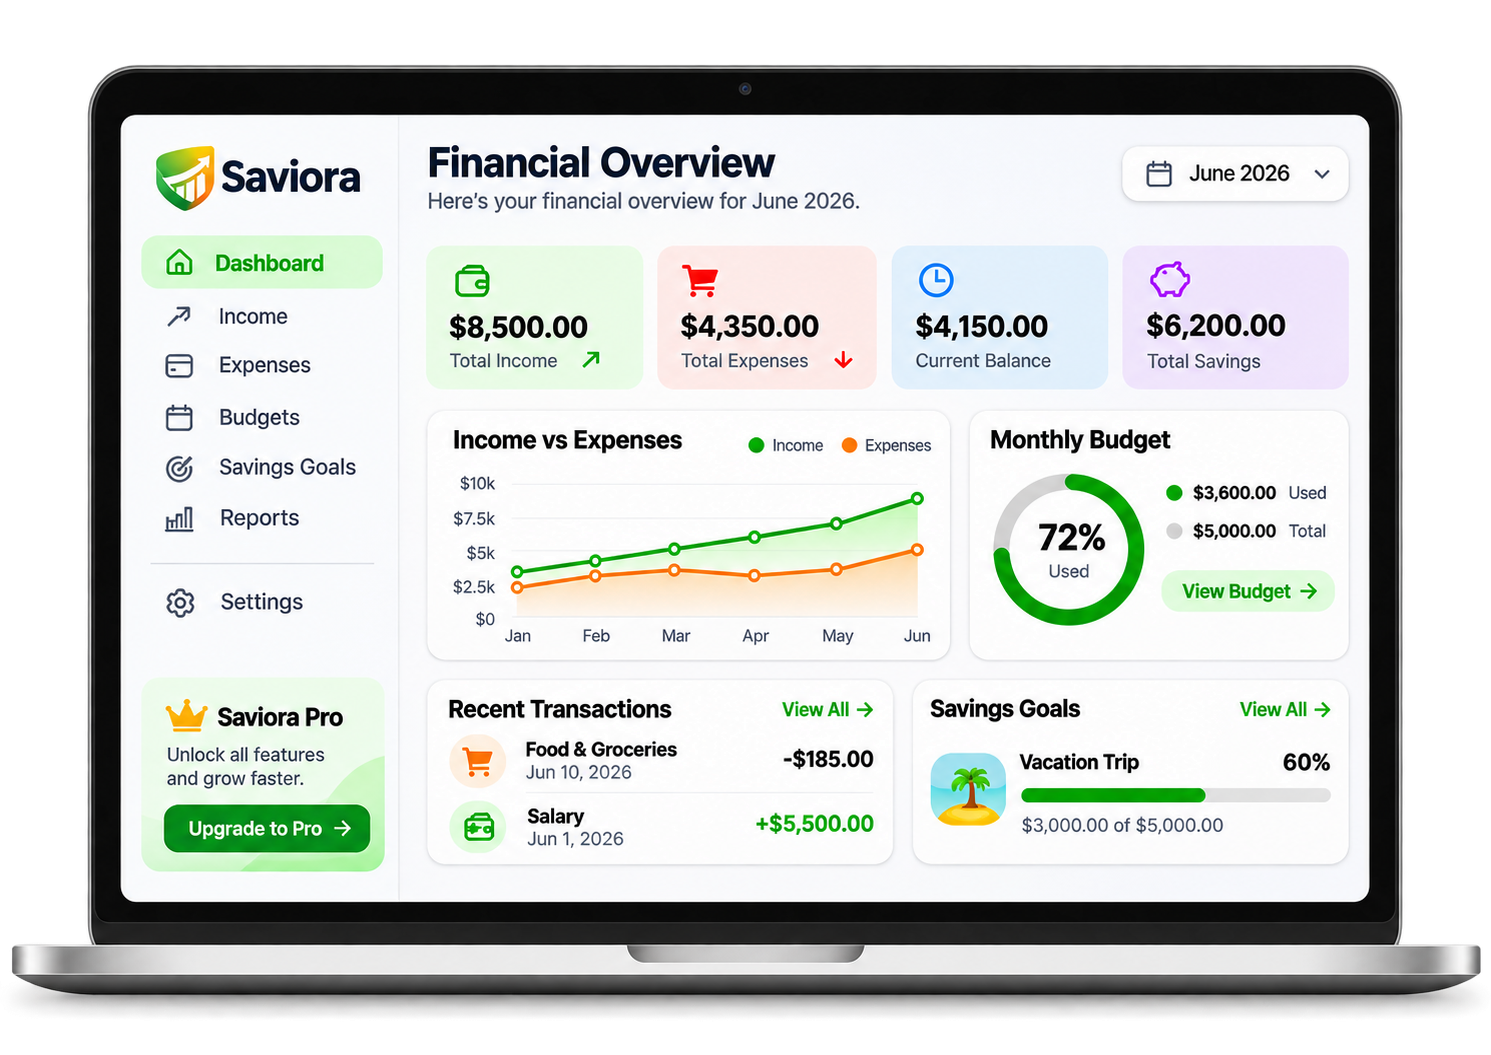 Saviora
Dashboard
Income
Expenses
Budgets
Savings Goals
Reports
Settings
Saviora Pro
Unlock all features
and grow faster.
Upgrade to Pro →
Financial Overview
Here's your financial overview for June 2026.
June 2026
$8,500.00
Total Income
$4,350.00
Total Expenses
$4,150.00
Current Balance
$6,200.00
Total Savings
Income vs Expenses
Income
Expenses
$10k
$7.5k
$5k
$2.5k
$0
Jan Feb Mar Apr May Jun
Monthly Budget
72%
Used
$3,600.00 Used
$5,000.00 Total
View Budget →
Recent Transactions
View All →
Food & Groceries
Jun 10, 2026
-$185.00
Salary
Jun 1, 2026
+$5,500.00
Savings Goals
View All →
Vacation Trip
60%
$3,000.00 of $5,000.00